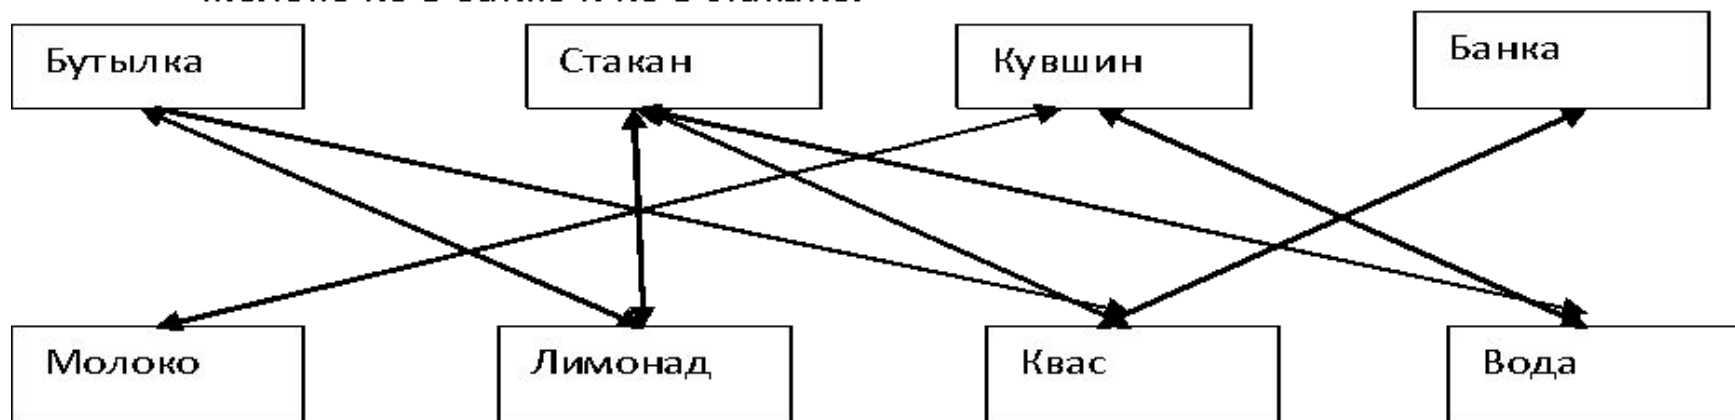 Бутылка Стакан Кувшин Банка
Молоко Лимонад Квас Вода